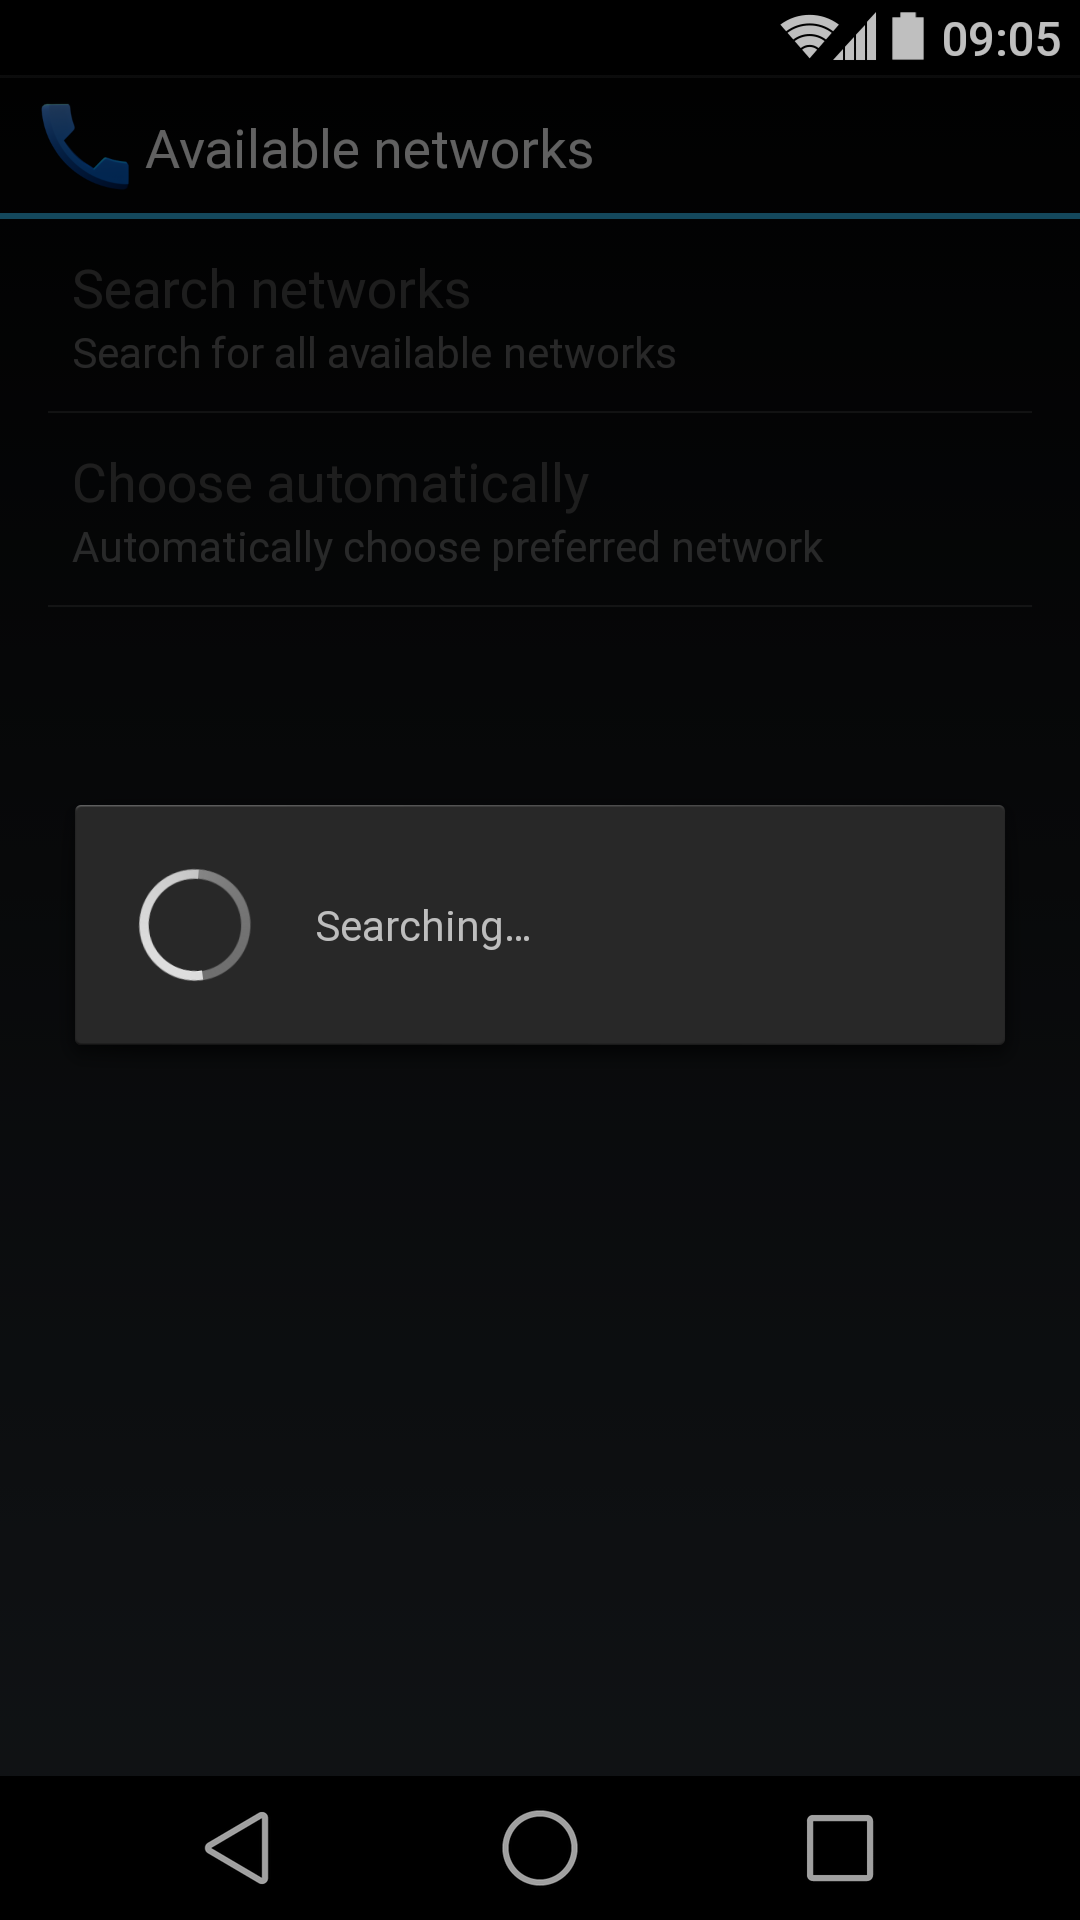 09:05
Available networks
Search networks
Search for all available networks
Choose automatically
Automatically choose preferred network
Searching…